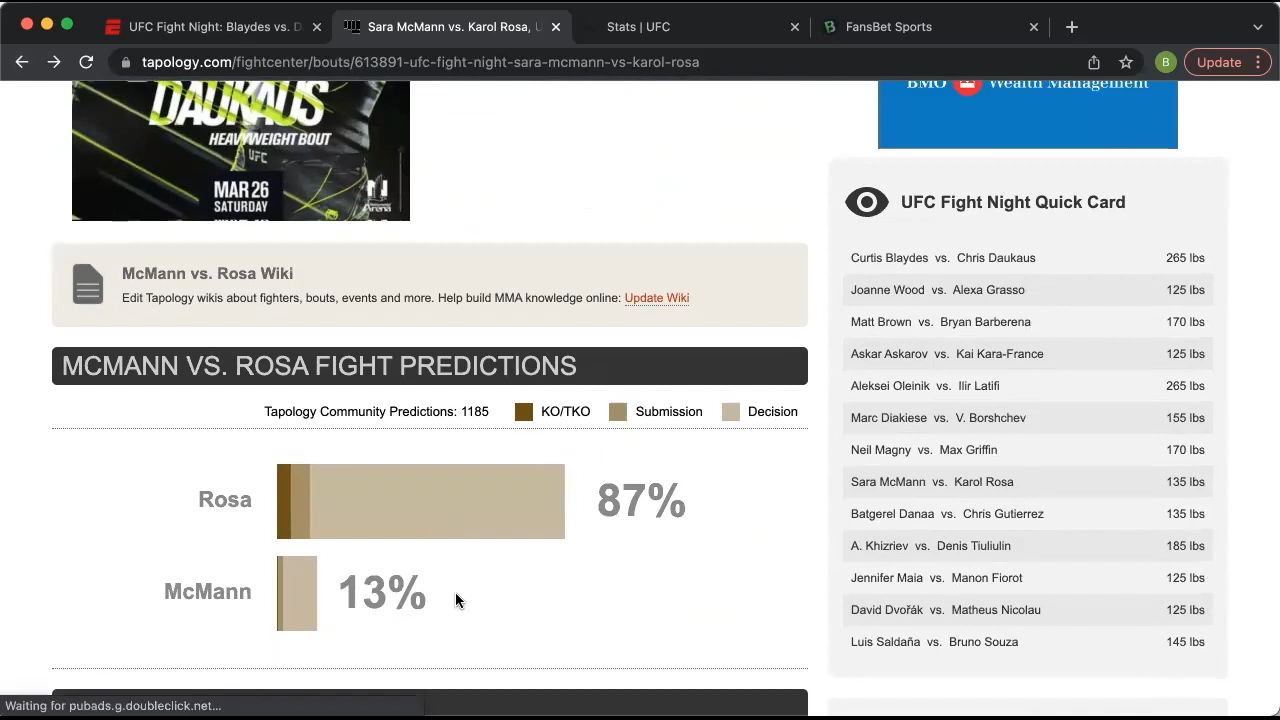 UFC Fight Night: Blaydes vs. D
Sara McMann vs. Karol Rosa, U
Stats | UFC
FansBet Sports
tapology.com/fightcenter/bouts/613891-ufc-fight-night-sara-mcmann-vs-karol-rosa
B
Update
DAUKAUS
HEAVYWEIGHT BOUT
UFC
MAR 26
SATURDAY
Arena
BMO Wealth Management
UFC Fight Night Quick Card
Curtis Blaydes vs. Chris Daukaus 265 lbs
Joanne Wood vs. Alexa Grasso 125 lbs
Matt Brown vs. Bryan Barberena 170 lbs
Askar Askarov vs. Kai Kara-France 125 lbs
Aleksei Oleinik vs. Ilir Latifi 265 lbs
Marc Diakiese vs. V. Borshchev 155 lbs
Neil Magny vs. Max Griffin 170 lbs
Sara McMann vs. Karol Rosa 135 lbs
Batgerel Danaa vs. Chris Gutierrez 135 lbs
A. Khizriev vs. Denis Tiuliulin 185 lbs
Jennifer Maia vs. Manon Fiorot 125 lbs
David Dvořák vs. Matheus Nicolau 125 lbs
Luis Saldaña vs. Bruno Souza 145 lbs
McMann vs. Rosa Wiki
Edit Tapology wikis about fighters, bouts, events and more. Help build MMA knowledge online: Update Wiki
MCMANN VS. ROSA FIGHT PREDICTIONS
Tapology Community Predictions: 1185 KO/TKO Submission Decision
Rosa 87%
McMann 13%
Waiting for pubads.g.doubleclick.net...